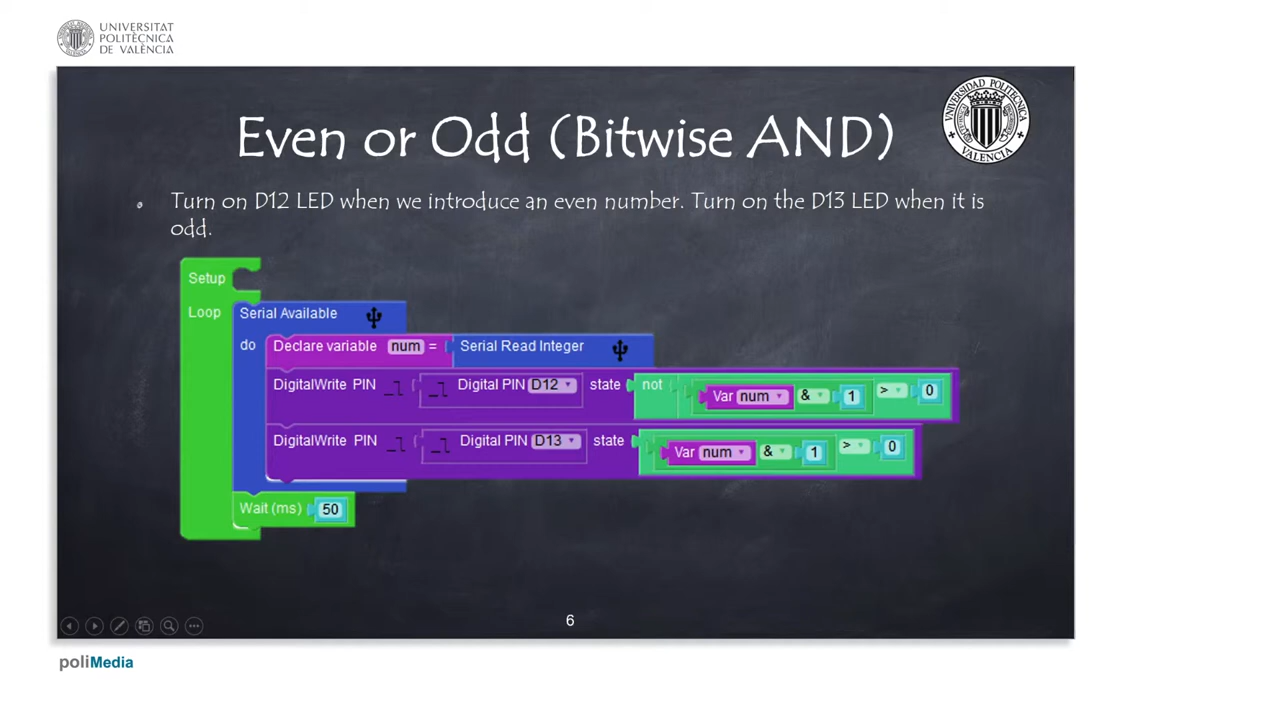 UNIVERSITAT
POLITÈCNICA
DE VALÈNCIA
UNIVERSIDAD POLITECNICA
VALENCIA
Even or Odd (Bitwise AND)
Turn on D12 LED when we introduce an even number. Turn on the D13 LED when it is
odd.
Setup
Loop
Serial Available
do
Declare variable num =
Serial Read Integer
DigitalWrite PIN Digital PIN D12 state not Var num & 1 > 0
DigitalWrite PIN Digital PIN D13 state Var num & 1 > 0
Wait (ms) 50
6
poliMedia